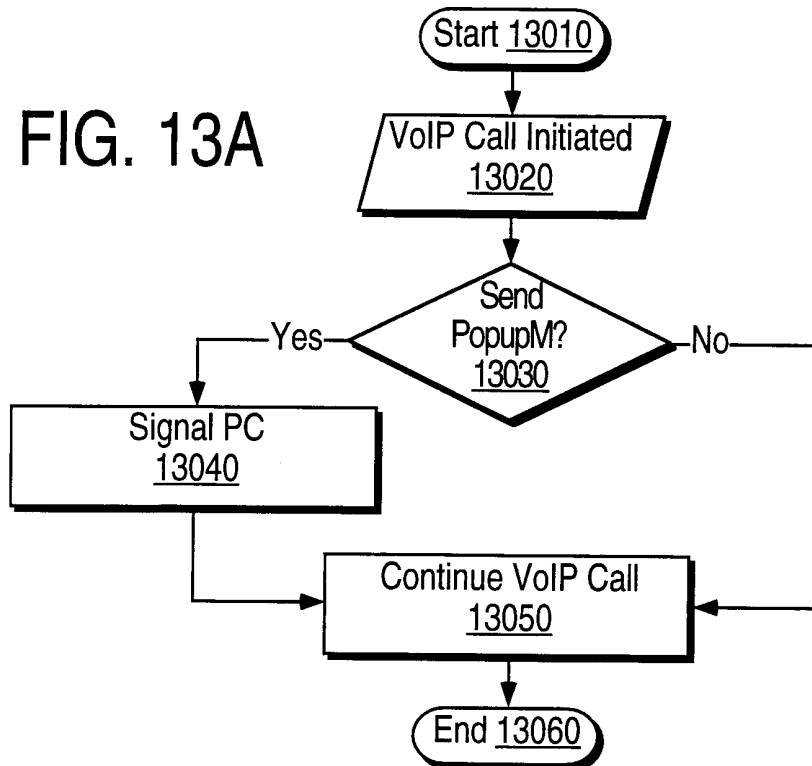 Start 13010
FIG. 13A
VoIP Call Initiated
13020
Send
PopupM?
13030
Yes
No
Signal PC
13040
Continue VoIP Call
13050
End 13060